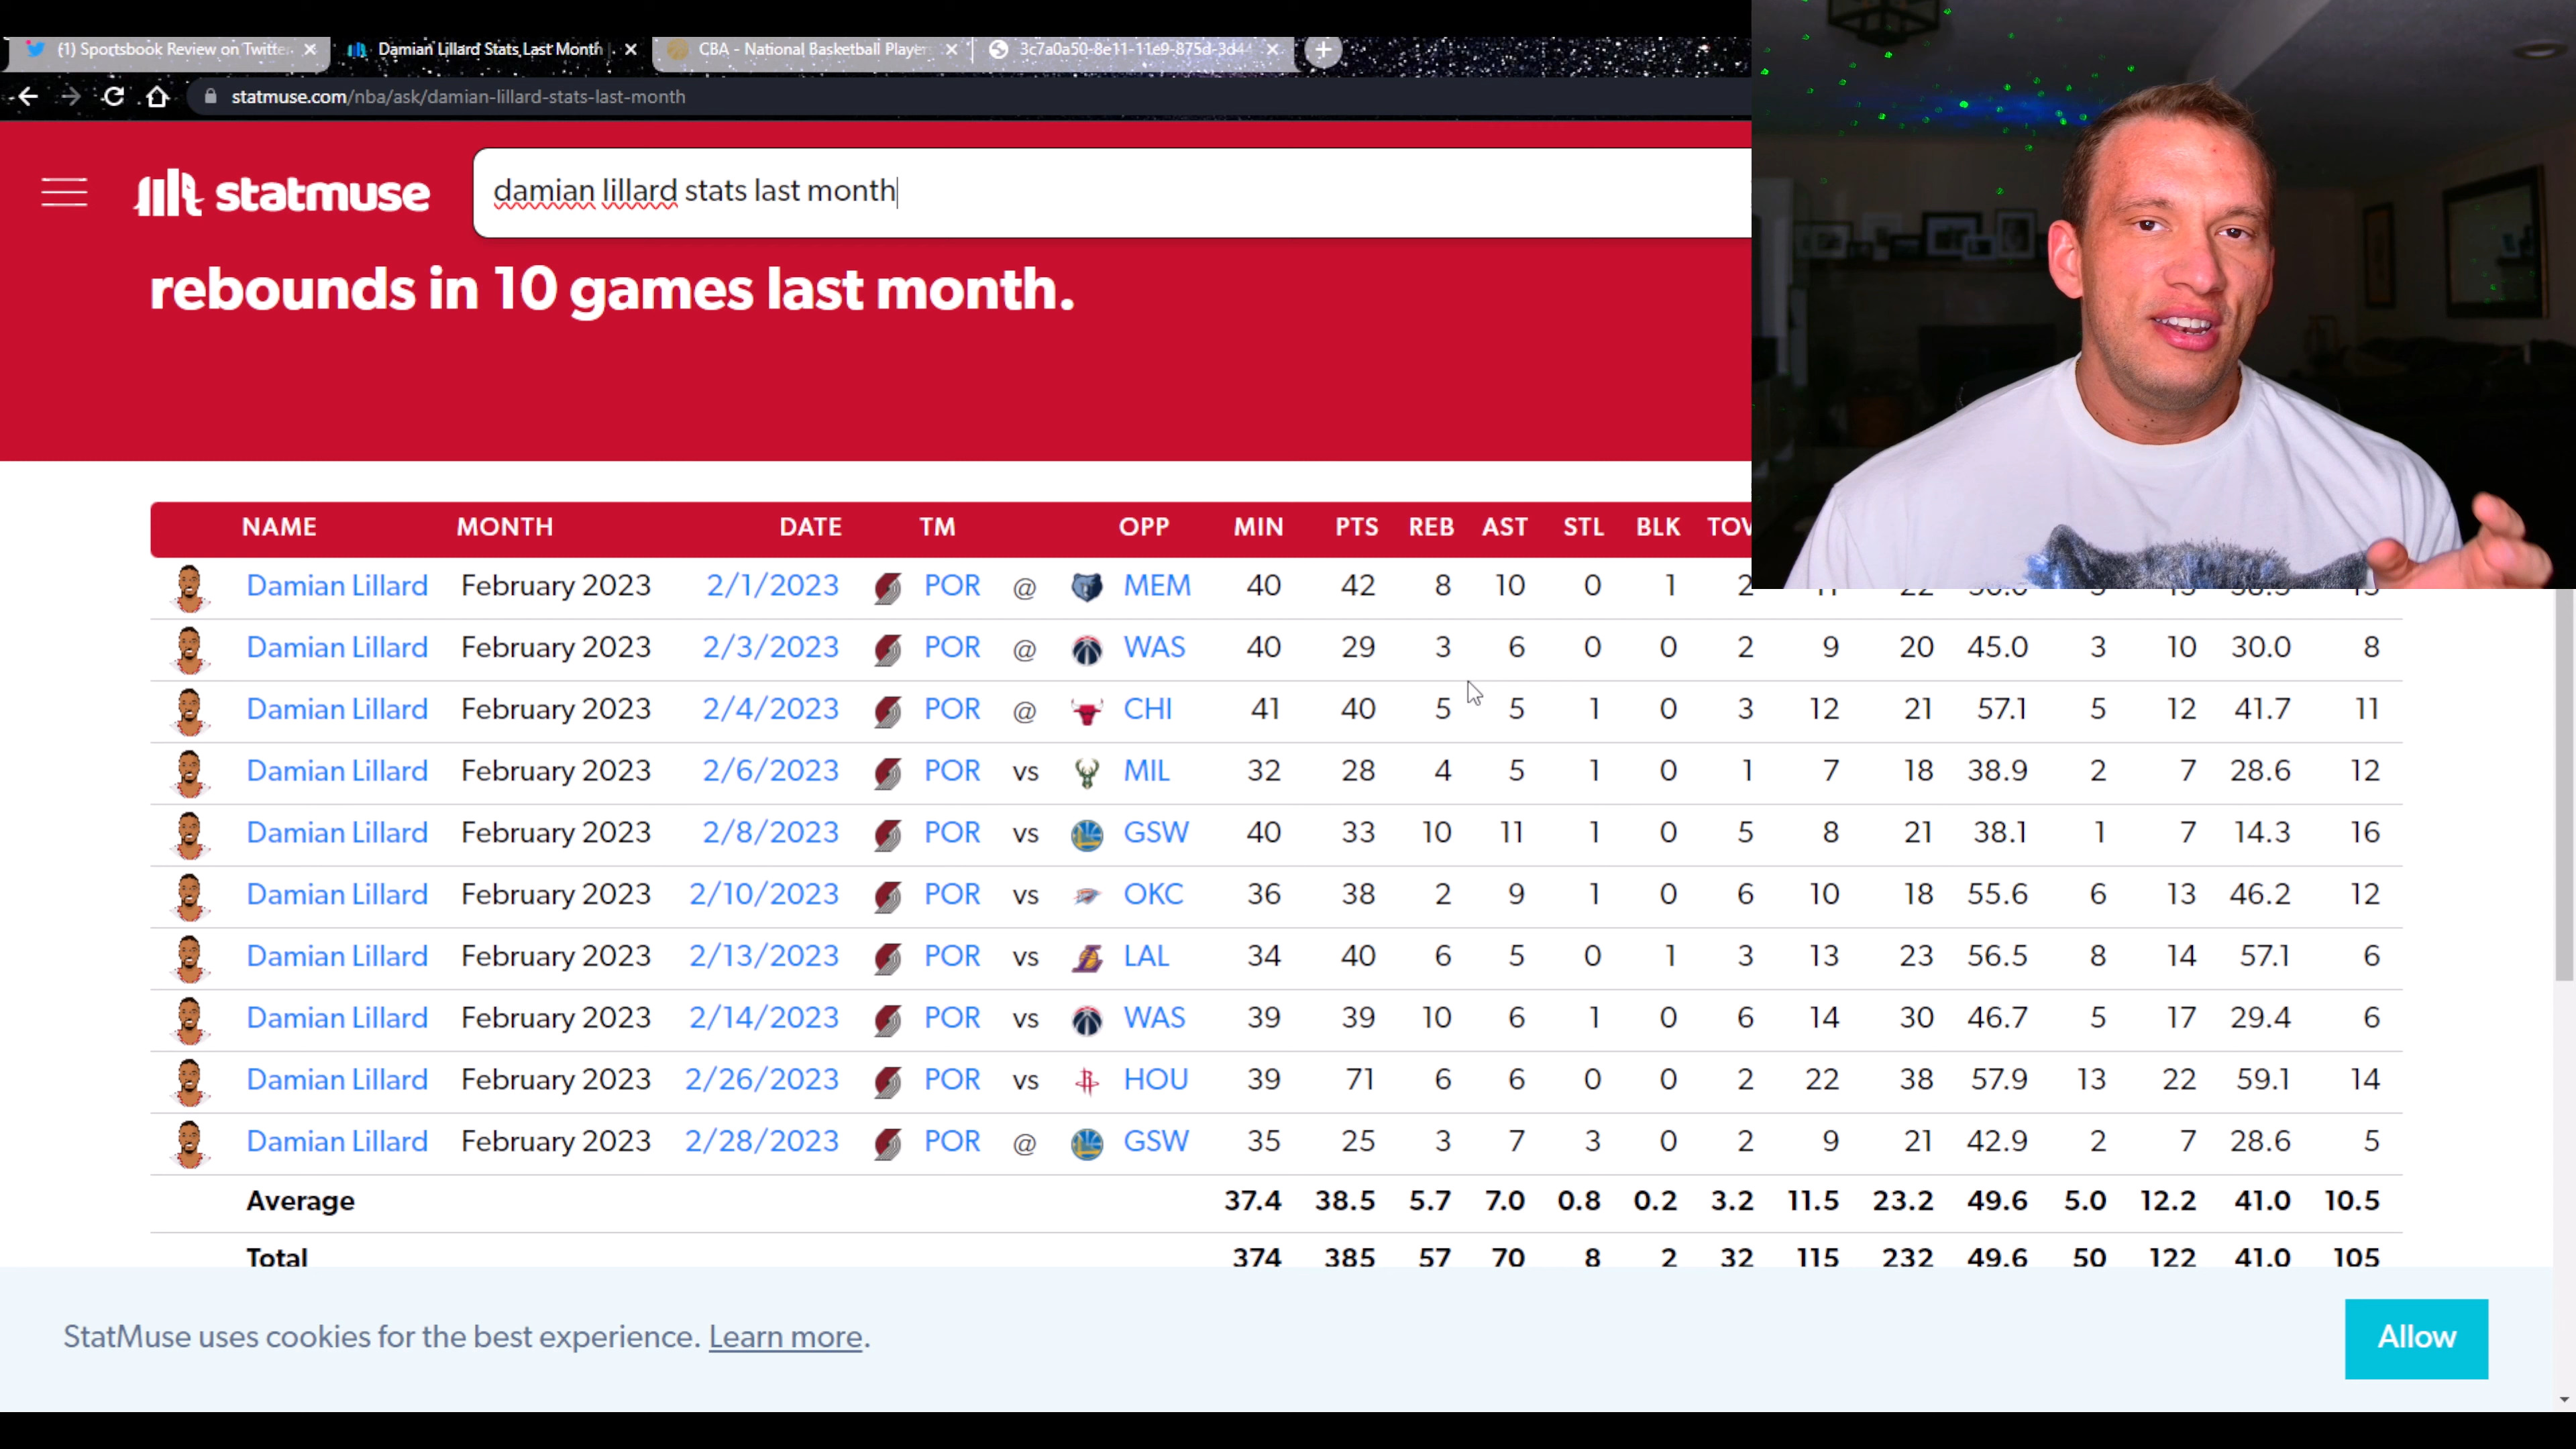 (1) Sportsbook Review on Twitter
Damian Lillard Stats Last Month
CBA - National Basketball Player
3c7a0a50-8e11-11e9-875d-3d4
statmuse.com/nba/ask/damian-lillard-stats-last-month
statmuse
damian lillard stats last month
rebounds in 10 games last month.
NAME MONTH DATE TM OPP MIN PTS REB AST STL BLK TOV
Damian Lillard February 2023 2/1/2023 POR @ MEM 40 42 8 10 0 1 2
Damian Lillard February 2023 2/3/2023 POR @ WAS 40 29 3 6 0 0 2 9 20 45.0 3 10 30.0 8
Damian Lillard February 2023 2/4/2023 POR @ CHI 41 40 5 5 1 0 3 12 21 57.1 5 12 41.7 11
Damian Lillard February 2023 2/6/2023 POR vs MIL 32 28 4 5 1 0 1 7 18 38.9 2 7 28.6 12
Damian Lillard February 2023 2/8/2023 POR vs GSW 40 33 10 11 1 0 5 8 21 38.1 1 7 14.3 16
Damian Lillard February 2023 2/10/2023 POR vs OKC 36 38 2 9 1 0 6 10 18 55.6 6 13 46.2 12
Damian Lillard February 2023 2/13/2023 POR vs LAL 34 40 6 5 0 1 3 13 23 56.5 8 14 57.1 6
Damian Lillard February 2023 2/14/2023 POR vs WAS 39 39 10 6 1 0 6 14 30 46.7 5 17 29.4 6
Damian Lillard February 2023 2/26/2023 POR vs HOU 39 71 6 6 0 0 2 22 38 57.9 13 22 59.1 14
Damian Lillard February 2023 2/28/2023 POR @ GSW 35 25 3 7 3 0 2 9 21 42.9 2 7 28.6 5
Average 37.4 38.5 5.7 7.0 0.8 0.2 3.2 11.5 23.2 49.6 5.0 12.2 41.0 10.5
Total 374 385 57 70 8 2 32 115 232 49.6 50 122 41.0 105
StatMuse uses cookies for the best experience. Learn more.
Allow